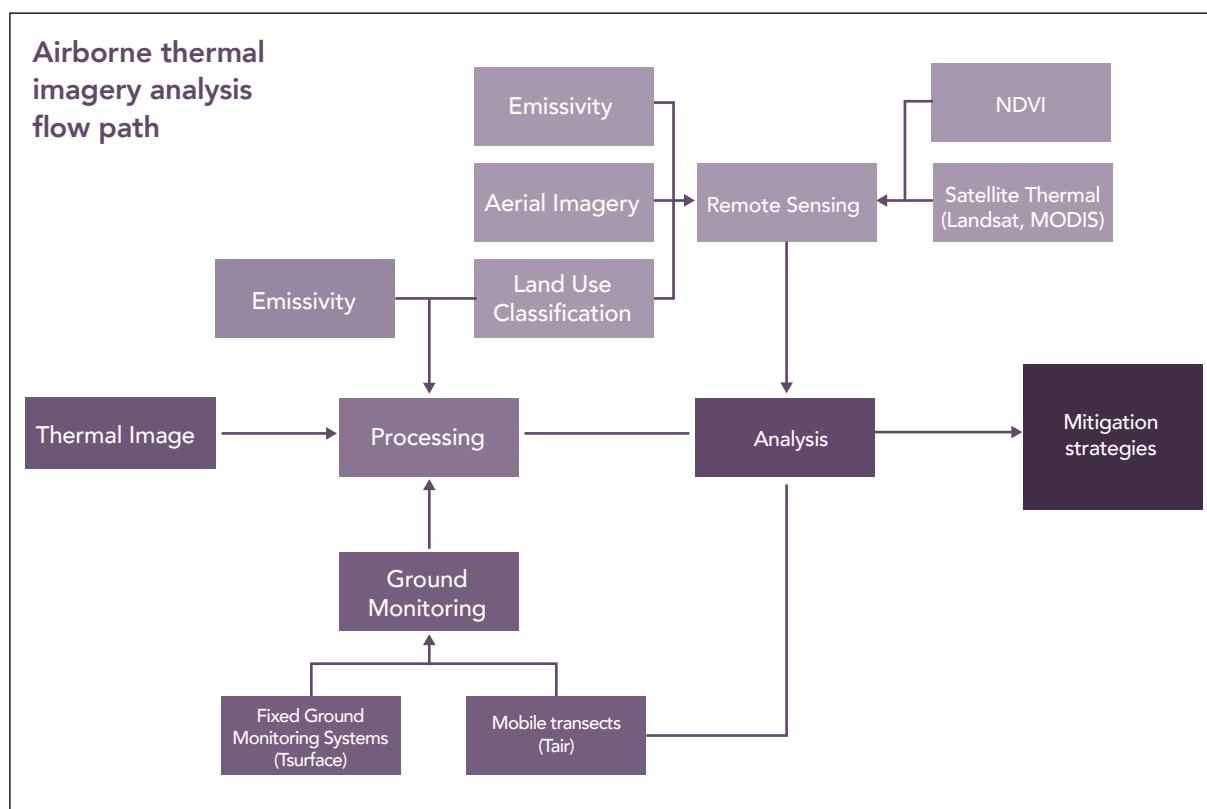 Airborne thermal
imagery analysis
flow path
Emissivity
NDVI
Aerial Imagery
Remote Sensing
Satellite Thermal
(Landsat, MODIS)
Emissivity
Land Use
Classification
Thermal Image
Processing
Analysis
Mitigation
strategies
Ground
Monitoring
Fixed Ground
Monitoring Systems
(Tsurface)
Mobile transects
(Tair)